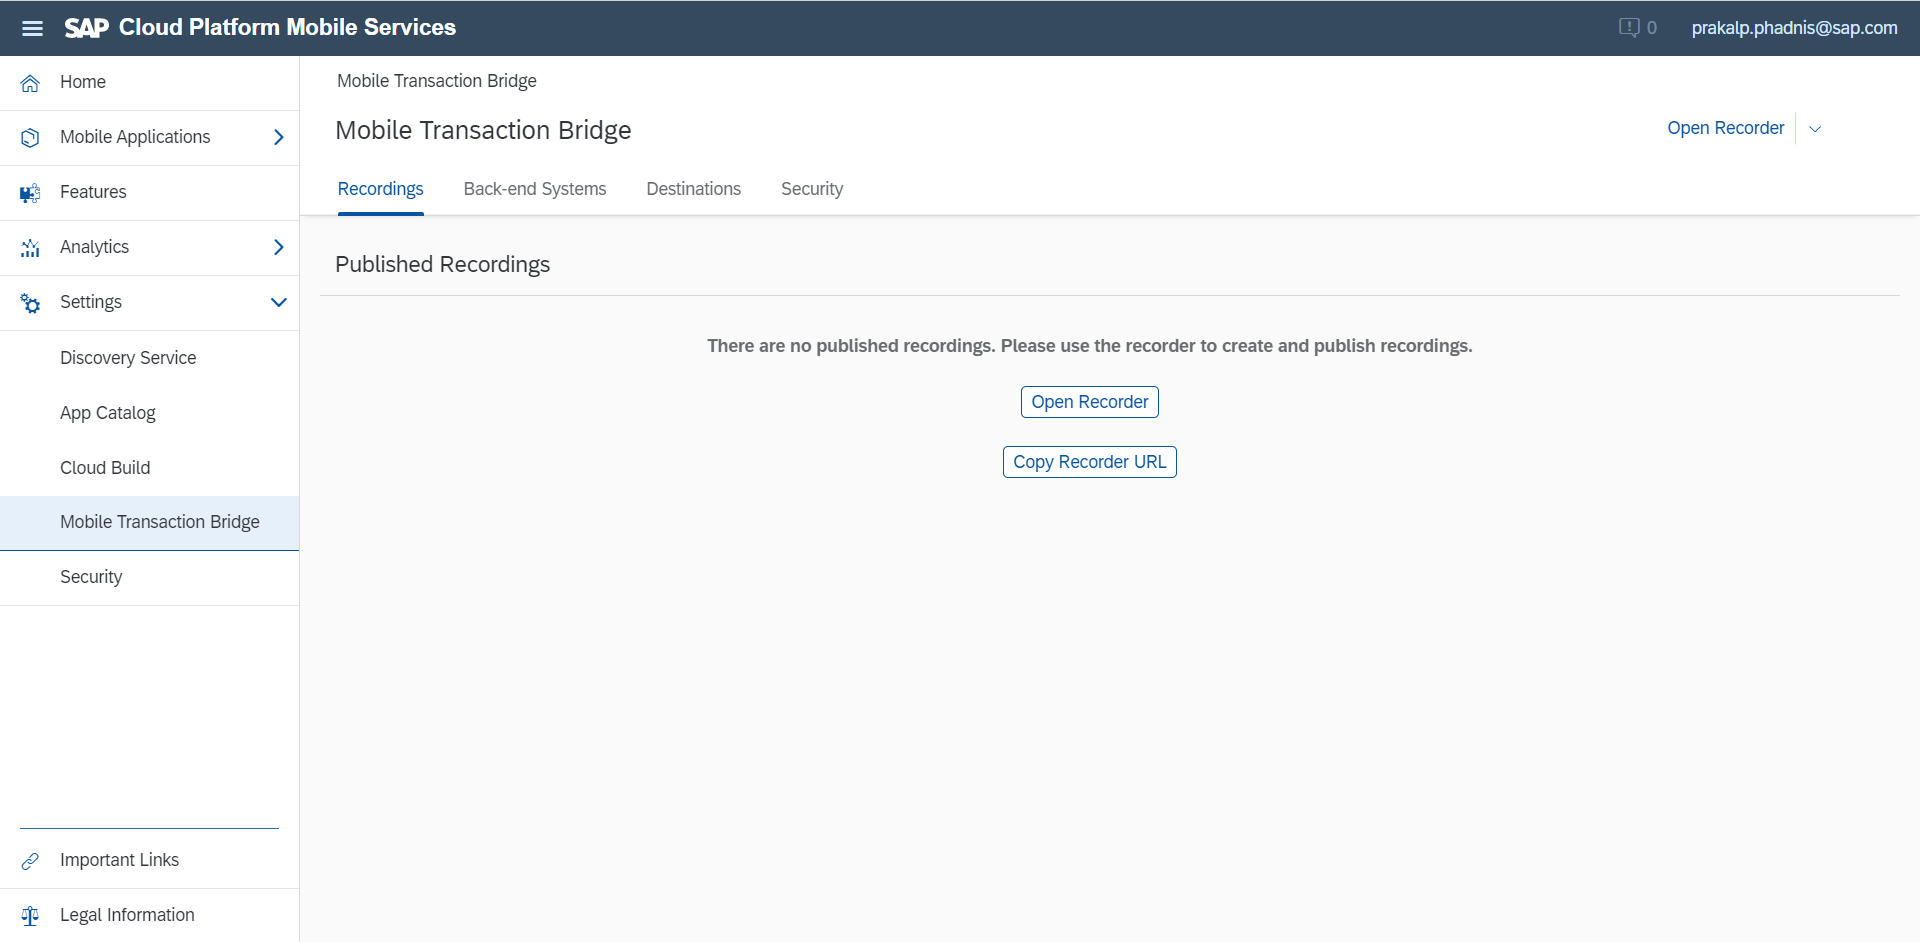 SAP Cloud Platform Mobile Services
0
prakalp.phadnis@sap.com
Home
Mobile Applications
Features
Analytics
Settings
Discovery Service
App Catalog
Cloud Build
Mobile Transaction Bridge
Security
Important Links
Legal Information
Mobile Transaction Bridge
Mobile Transaction Bridge
Open Recorder
Recordings Back-end Systems Destinations Security
Published Recordings
There are no published recordings. Please use the recorder to create and publish recordings.
Open Recorder
Copy Recorder URL